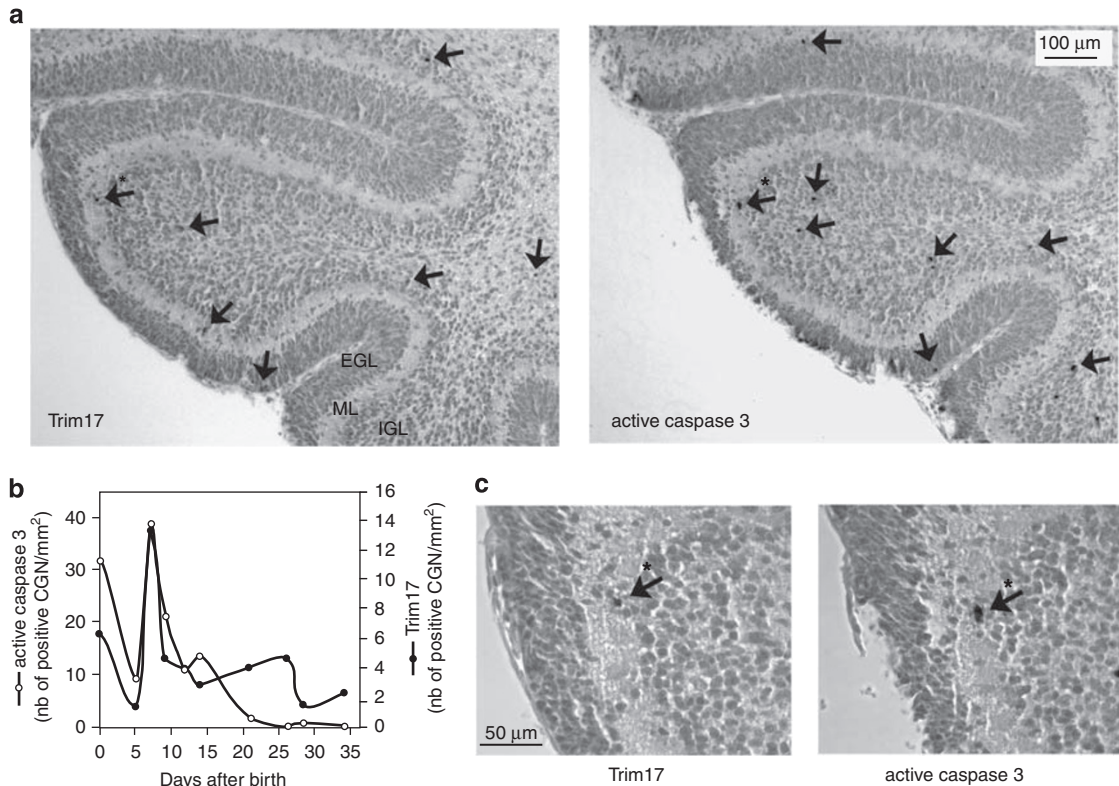 a
100 μm
*
*
EGL
ML
IGL
Trim17
active caspase 3
b
active caspase 3
(nb of positive CGN/mm²)
40
30
20
10
0
16
14
12
10
8
6
4
2
0
Trim17
(nb of positive CGN/mm²)
0 5 10 15 20 25 30 35
Days after birth
c
*
*
50 μm
Trim17
active caspase 3